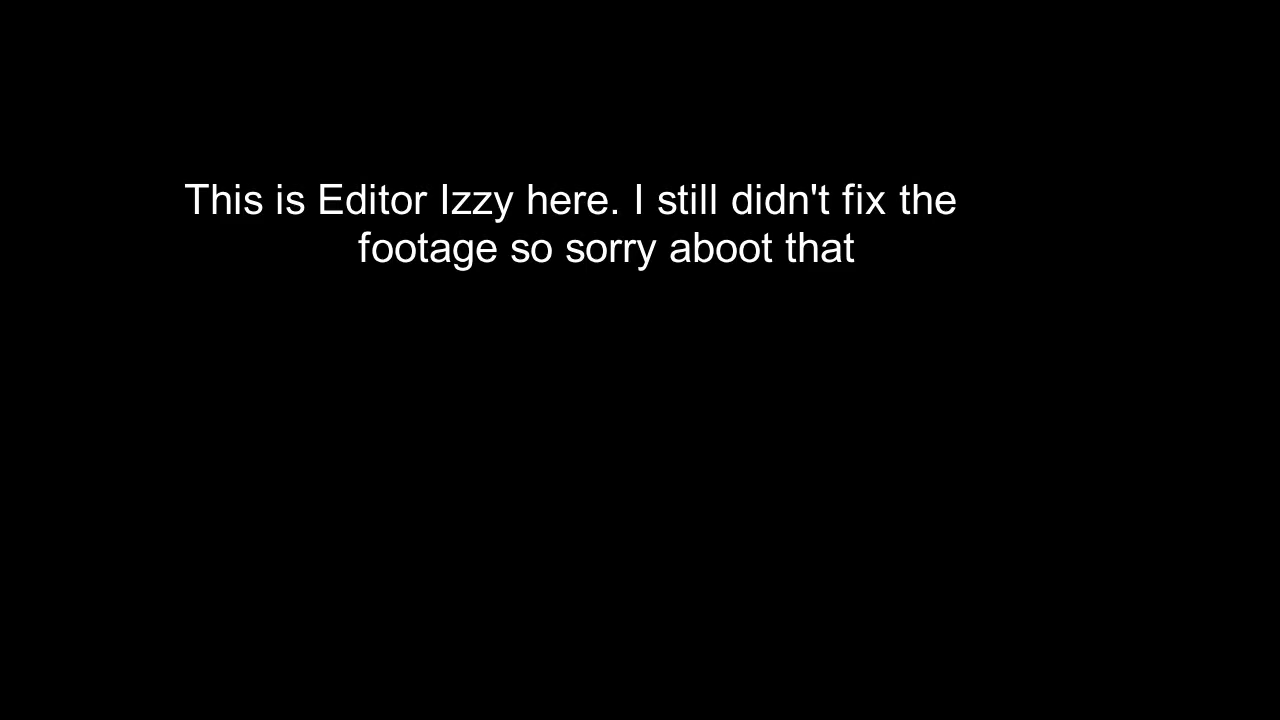 This is Editor Izzy here. I still didn't fix the
footage so sorry aboot that